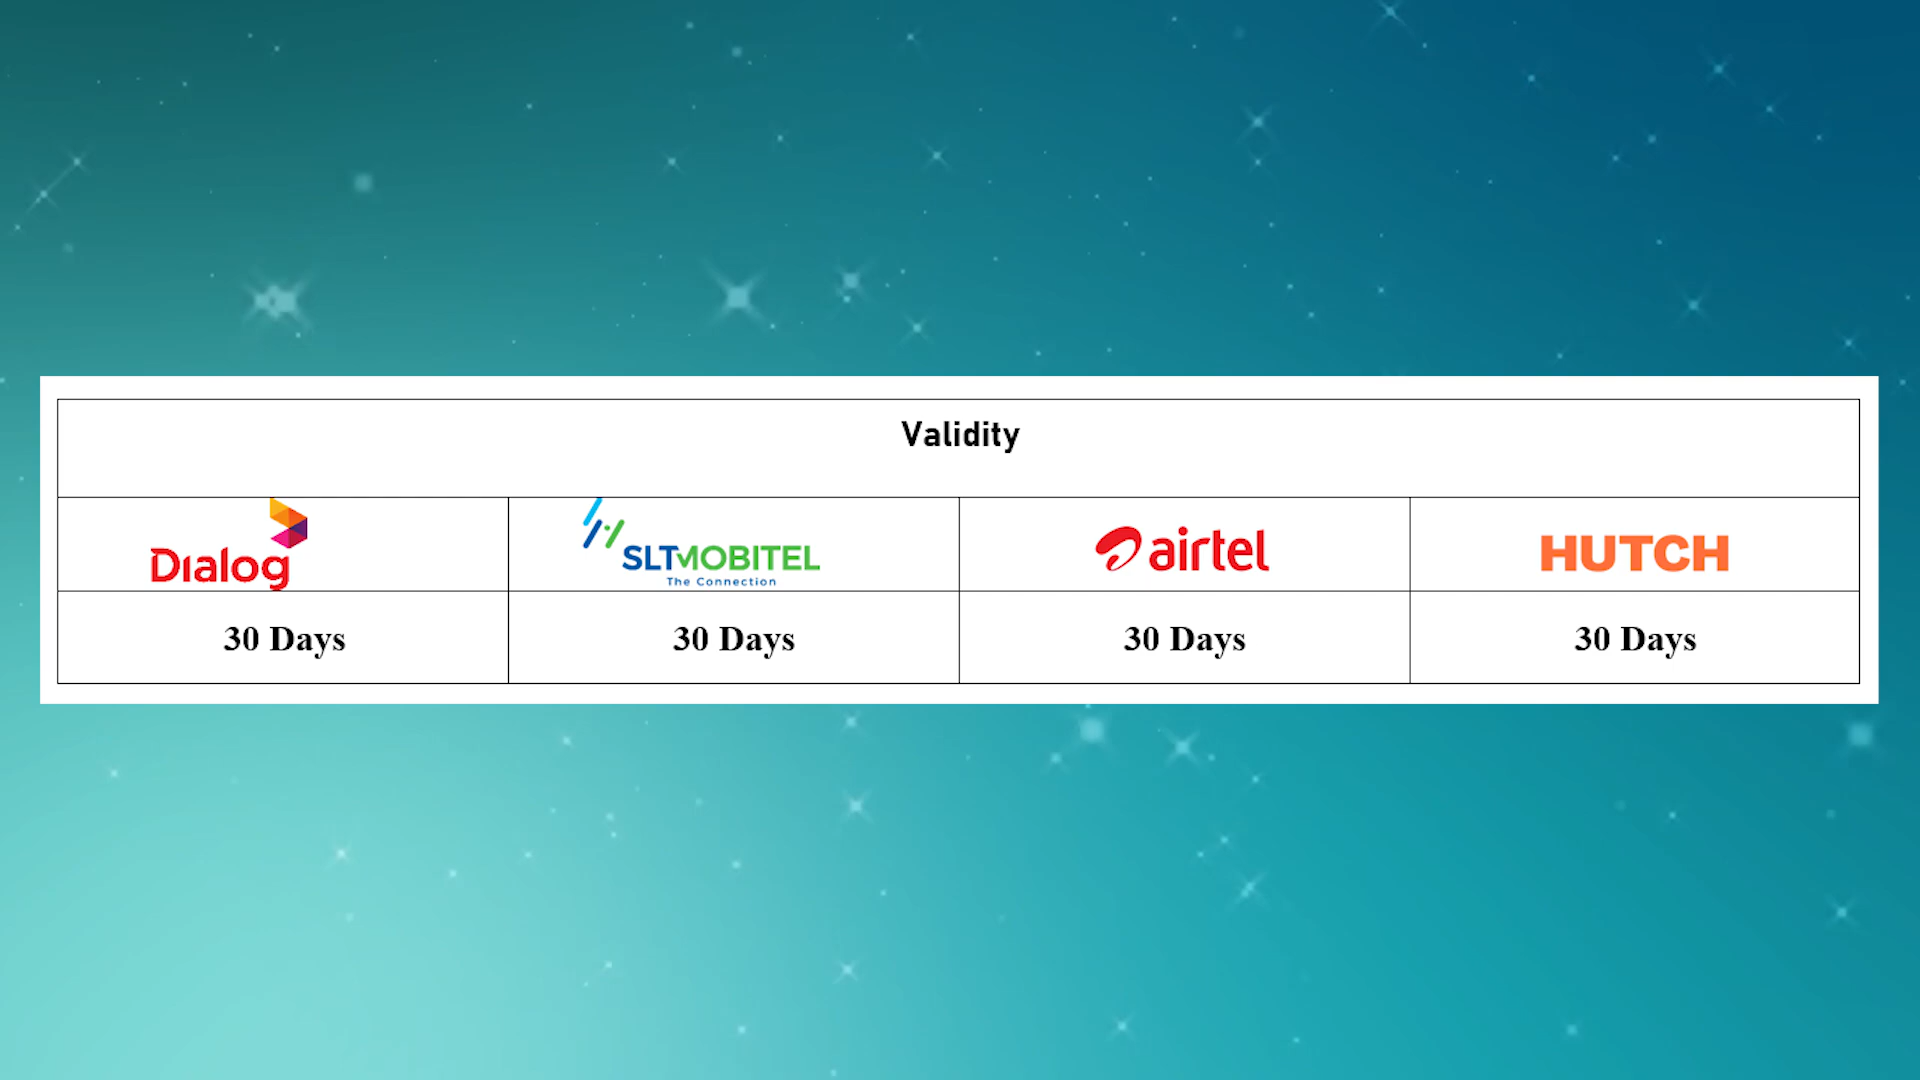 Validity
Dialog SLTMOBITEL airtel HUTCH
The Connection
30 Days 30 Days 30 Days 30 Days